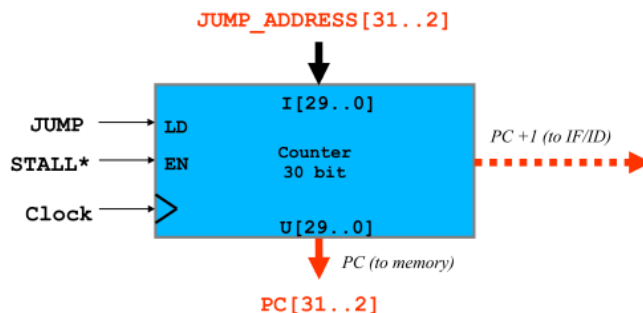 JUMP_ADDRESS[31..2]
I[29..0]
JUMP
LD
PC +1 (to IF/ID)
STALL*
EN
Counter
30 bit
Clock
U[29..0]
PC (to memory)
PC[31..2]